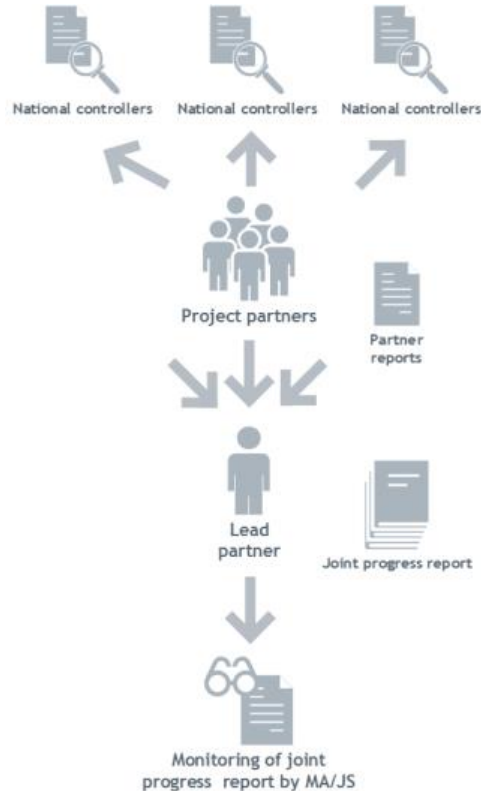 National controllers
National controllers
National controllers
Project partners
Partner
reports
Lead
partner
Joint progress report
Monitoring of joint
progress report by MA/JS